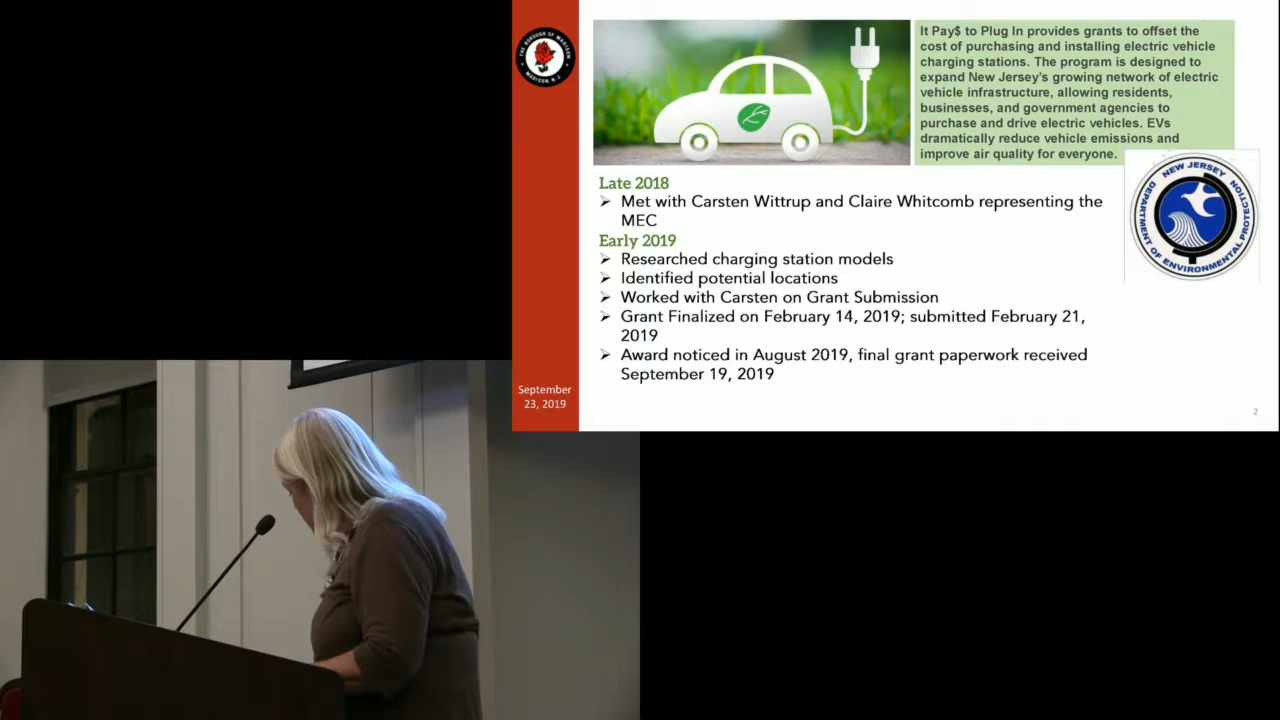 THE BOROUGH OF MADISON
MADISON N.J.
It Pay$ to Plug In provides grants to offset the
cost of purchasing and installing electric vehicle
charging stations. The program is designed to
expand New Jersey's growing network of electric
vehicle infrastructure, allowing residents,
businesses, and government agencies to
purchase and drive electric vehicles. EVs
dramatically reduce vehicle emissions and
improve air quality for everyone.
NEW JERSEY
DEPARTMENT OF ENVIRONMENTAL PROTECTION
Late 2018
➢ Met with Carsten Wittrup and Claire Whitcomb representing the
MEC
Early 2019
➢ Researched charging station models
➢ Identified potential locations
➢ Worked with Carsten on Grant Submission
➢ Grant Finalized on February 14, 2019; submitted February 21,
2019
➢ Award noticed in August 2019, final grant paperwork received
September 19, 2019
September
23, 2019
2